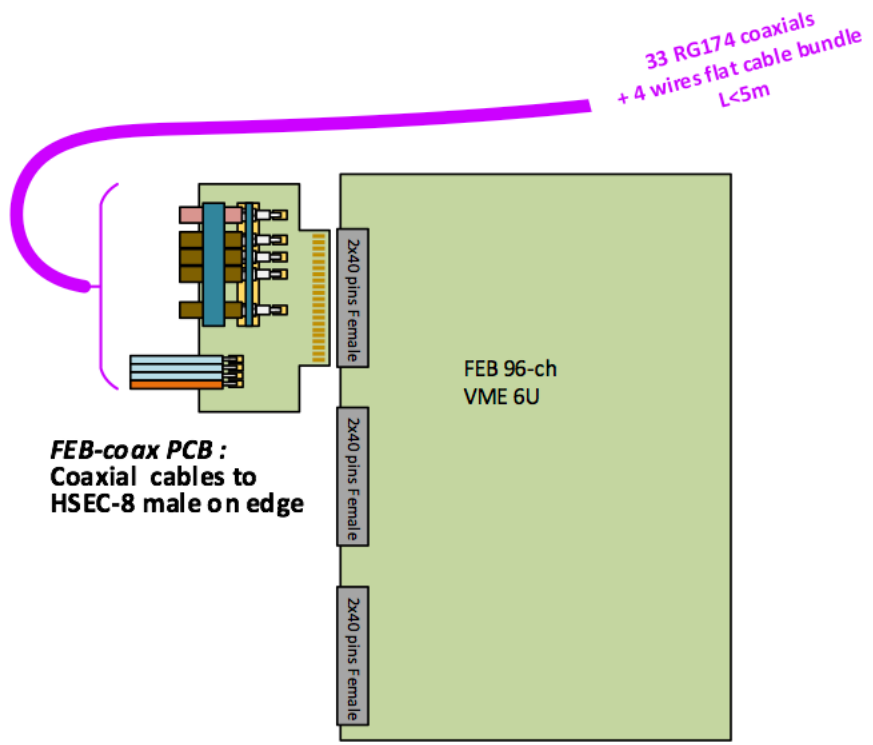 33 RG174 coaxials
+ 4 wires flat cable bundle
L<5m
2x40 pins Female
FEB 96-ch
VME 6U
FEB-coax PCB :
Coaxial cables to
HSEC-8 male on edge
2x40 pins Female
2x40 pins Female